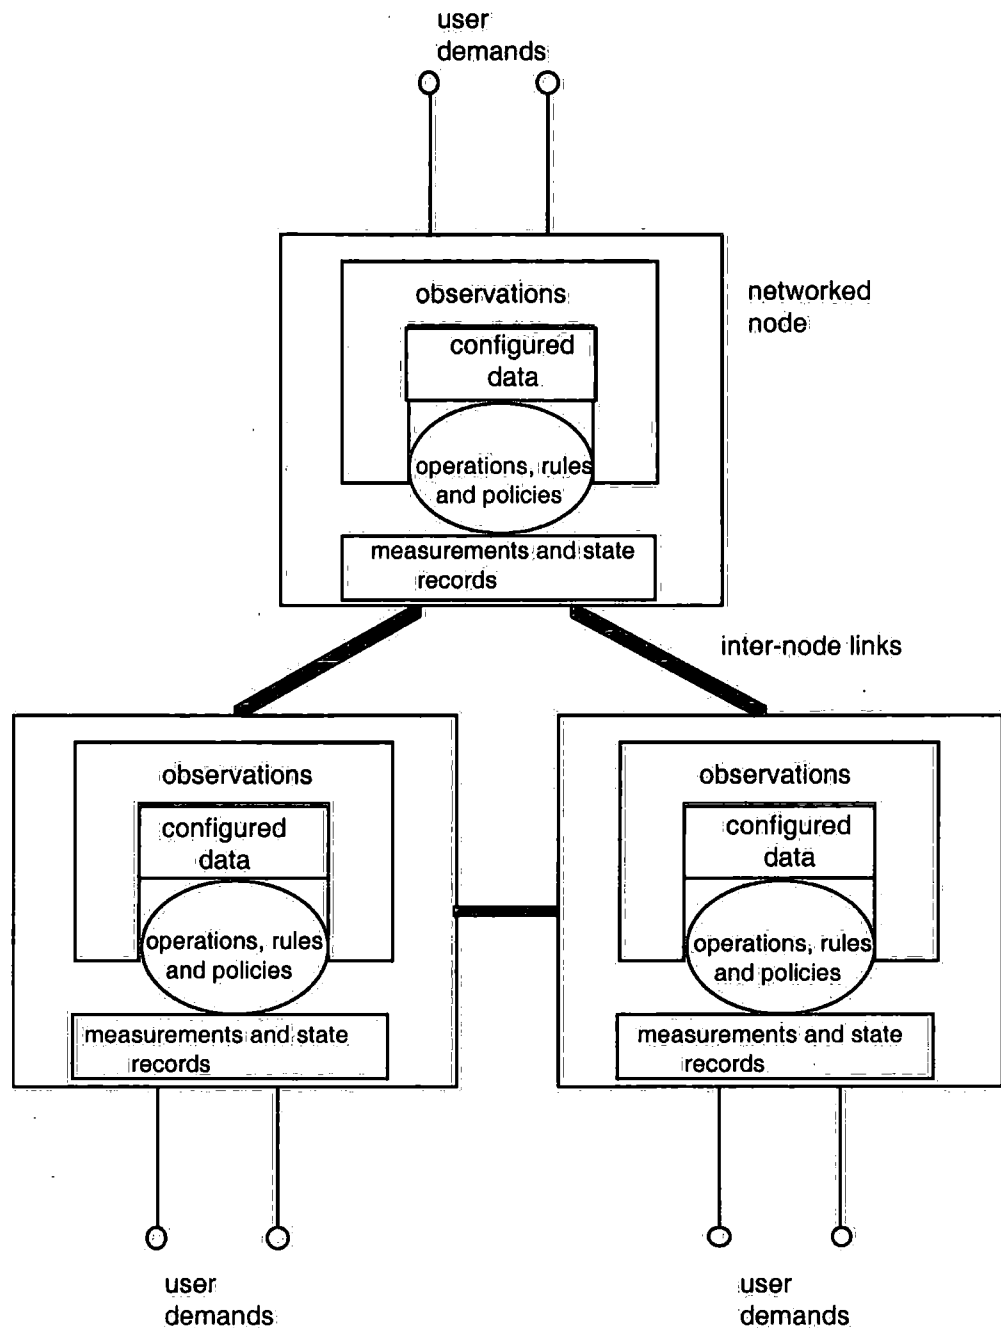 user
demands
observations
networked
node
configured
data
operations, rules
and policies
measurements and state
records
inter-node links
observations
configured
data
operations, rules
and policies
measurements and state
records
observations
configured
data
operations, rules
and policies
measurements and state
records
user
demands
user
demands